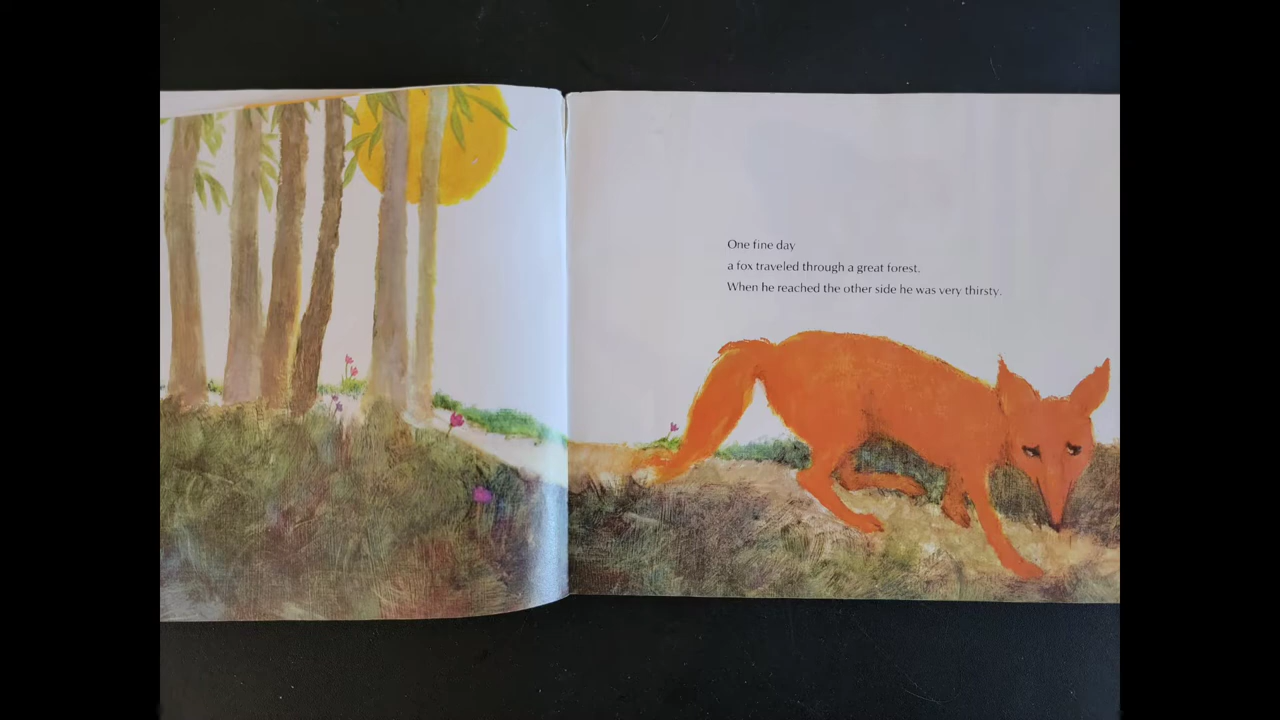 One fine day
a fox traveled through a great forest.
When he reached the other side he was very thirsty.